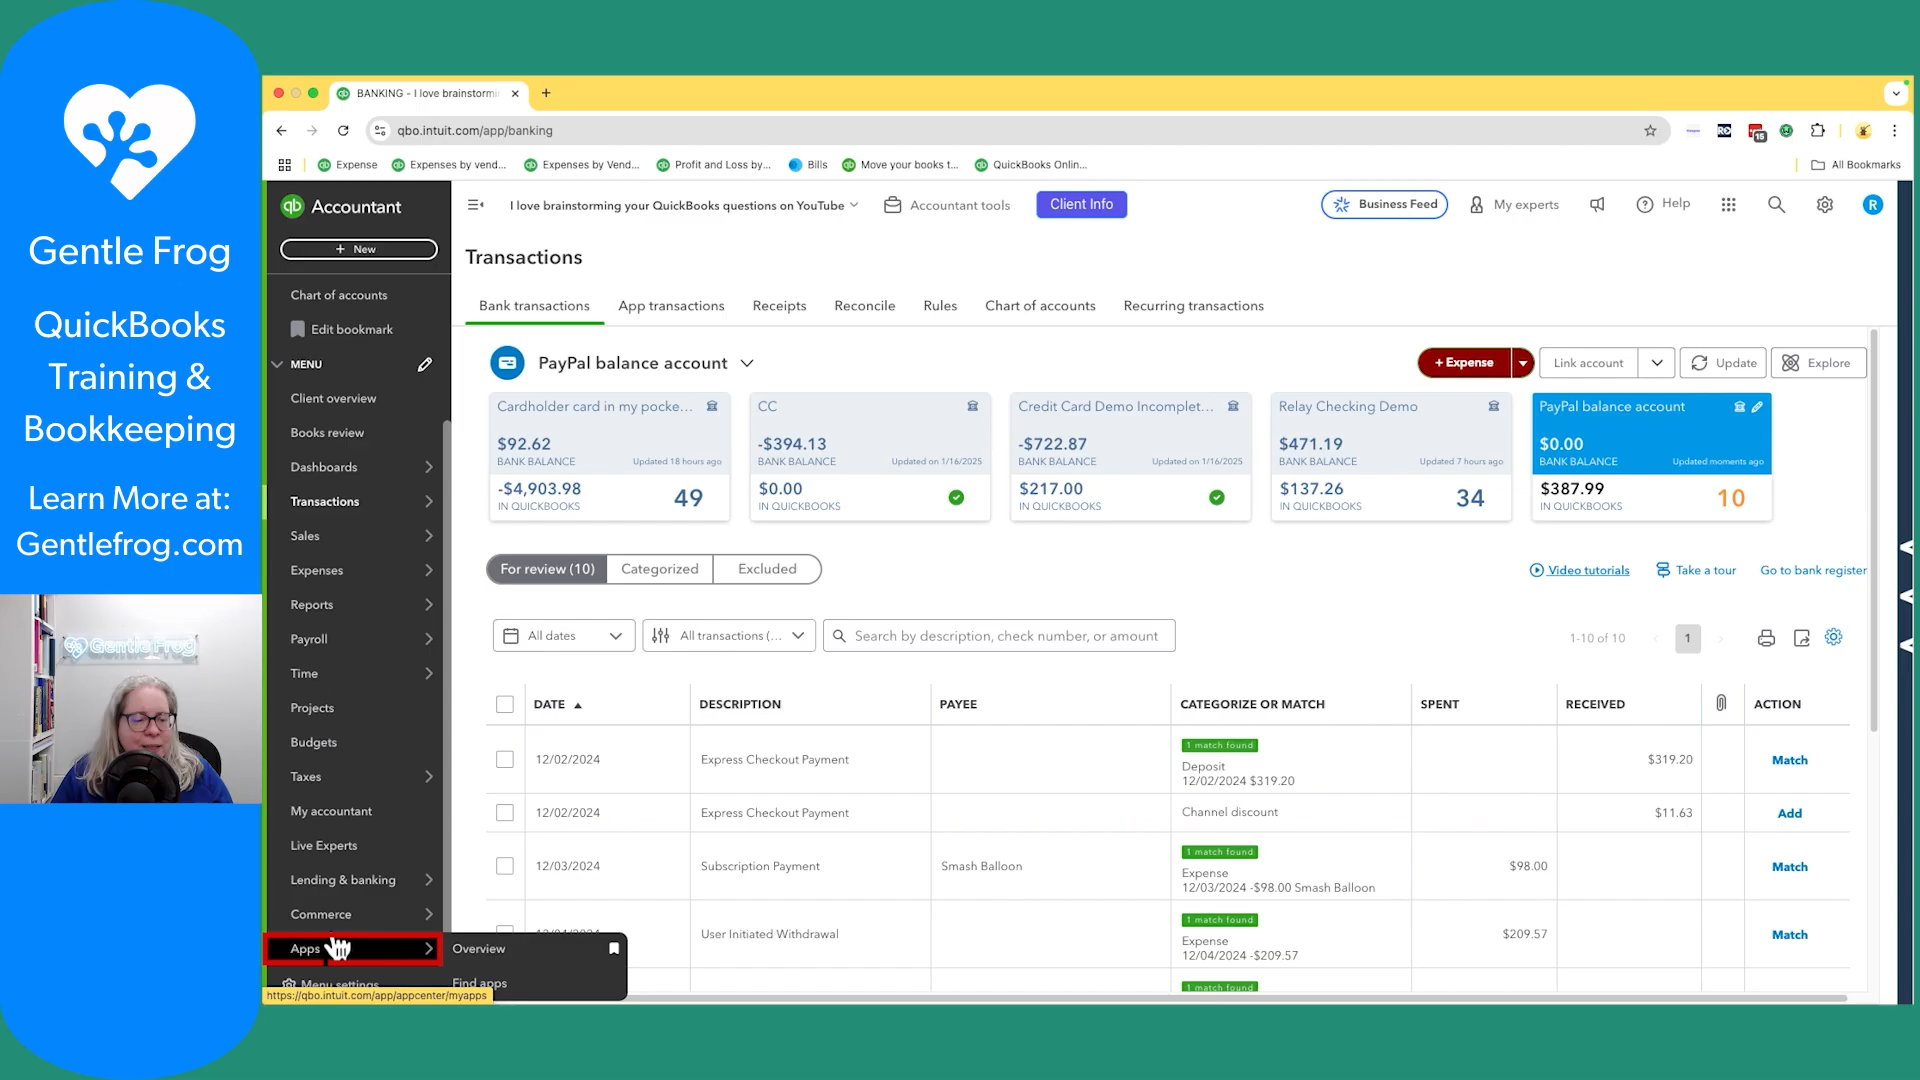 Gentle Frog
QuickBooks
Training &
Bookkeeping
Learn More at:
Gentlefrog.com
Gentle Frog
BANKING - I love brainstormi
qbo.intuit.com/app/banking
15
Expense
Expenses by vend...
Expenses by Vend...
Profit and Loss by...
Bills
Move your books t...
QuickBooks Onlin...
All Bookmarks
qb Accountant
+ New
Chart of accounts
Edit bookmark
MENU
Client overview
Books review
Dashboards
Transactions
Sales
Expenses
Reports
Payroll
Time
Projects
Budgets
Taxes
My accountant
Live Experts
Lending & banking
Commerce
Apps
Menu settings
Overview
Find apps
https://qbo.intuit.com/app/appcenter/myapps
I love brainstorming your QuickBooks questions on YouTube
Accountant tools
Client Info
Business Feed
My experts
Help
R
Transactions
Bank transactions
App transactions
Receipts
Reconcile
Rules
Chart of accounts
Recurring transactions
PayPal balance account
+ Expense
Link account
Update
Explore
Cardholder card in my pocke...
$92.62
BANK BALANCE Updated 18 hours ago
-$4,903.98 49
IN QUICKBOOKS
CC
-$394.13
BANK BALANCE Updated on 1/16/2025
$0.00
IN QUICKBOOKS
Credit Card Demo Incomplet...
-$722.87
BANK BALANCE Updated on 1/16/2025
$217.00
IN QUICKBOOKS
Relay Checking Demo
$471.19
BANK BALANCE Updated 7 hours ago
$137.26 34
IN QUICKBOOKS
PayPal balance account
$0.00
BANK BALANCE Updated moments ago
$387.99 10
IN QUICKBOOKS
For review (10) Categorized Excluded
Video tutorials Take a tour Go to bank register
All dates All transactions (... Search by description, check number, or amount 1-10 of 10 1
DATE DESCRIPTION PAYEE CATEGORIZE OR MATCH SPENT RECEIVED ACTION
1 match found
12/02/2024 Express Checkout Payment Deposit $319.20 Match
12/02/2024 $319.20
12/02/2024 Express Checkout Payment Channel discount $11.63 Add
1 match found
12/03/2024 Subscription Payment Smash Balloon Expense $98.00 Match
12/03/2024 -$98.00 Smash Balloon
1 match found
User Initiated Withdrawal Expense $209.57 Match
12/04/2024 -$209.57
1 match found